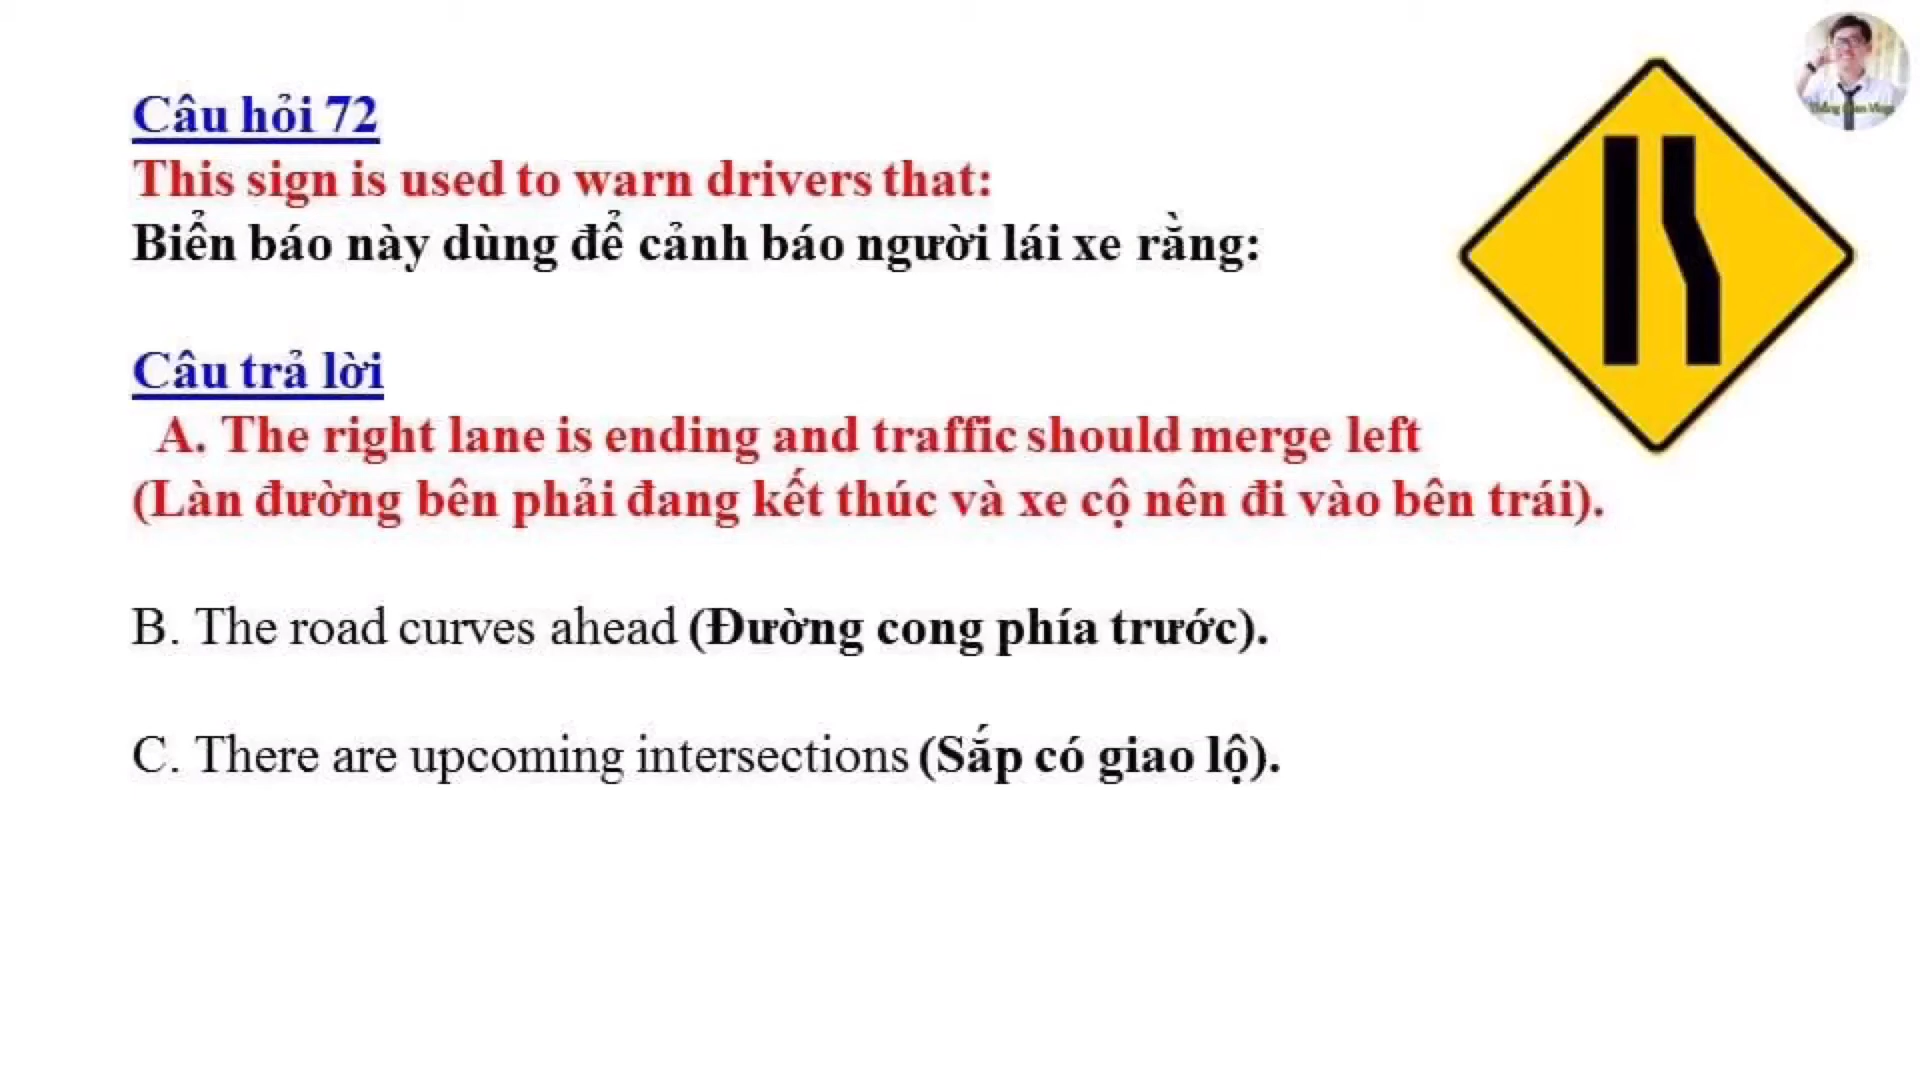 Câu hỏi 72
This sign is used to warn drivers that:
Biển báo này dùng để cảnh báo người lái xe rằng:
Câu trả lời
A. The right lane is ending and traffic should merge left
(Làn đường bên phải đang kết thúc và xe cộ nên đi vào bên trái).
B. The road curves ahead (Đường cong phía trước).
C. There are upcoming intersections (Sắp có giao lộ).